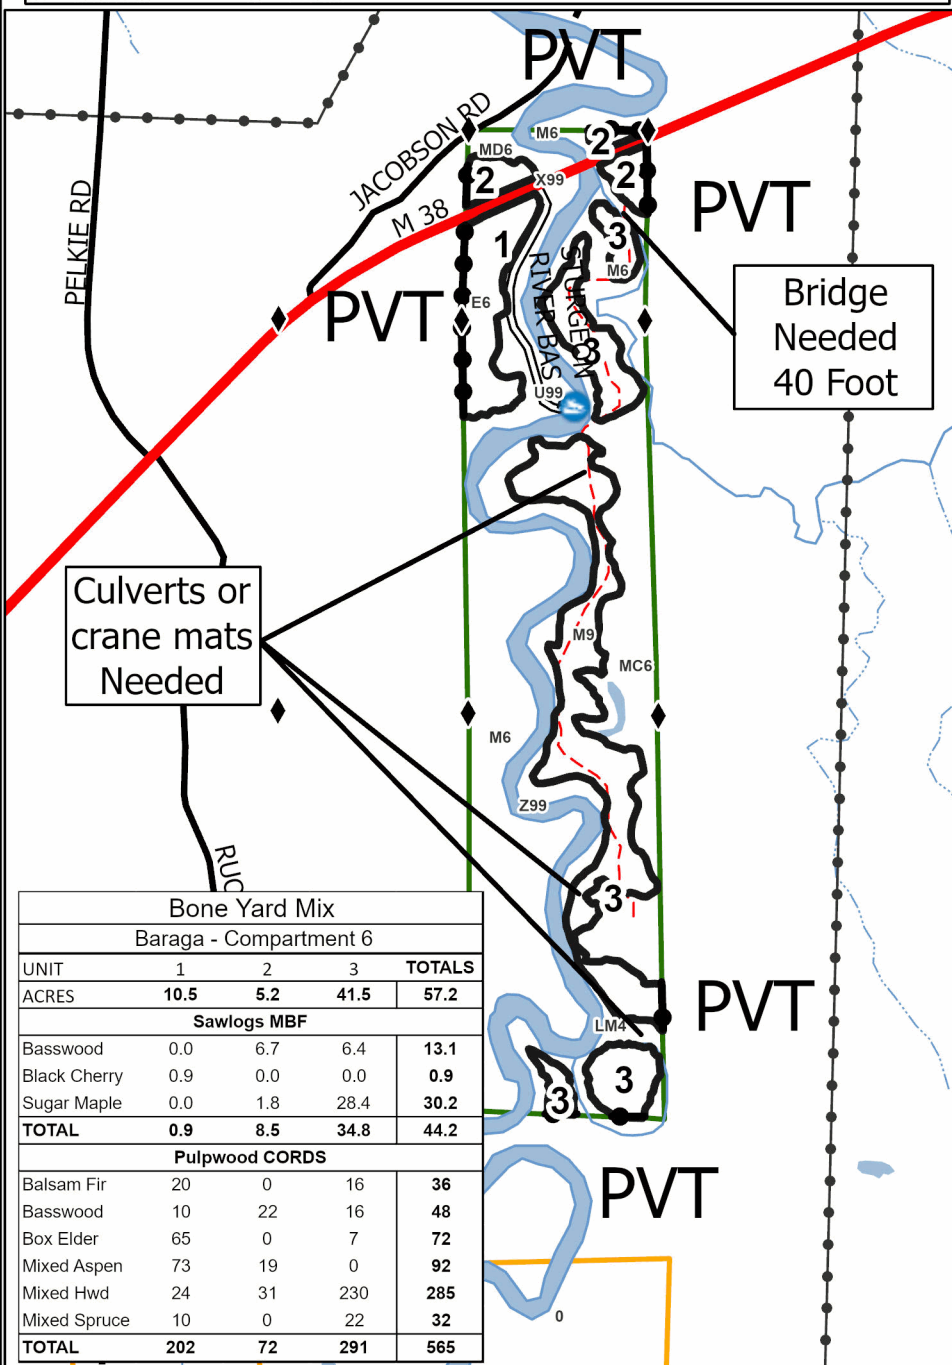 PVT
JACOBSON RD
M6
2
MD6
2
X99
2
PELKIE RD
M 38
PVT
1
3
M6
STURGEON
RIVER BAS
E6
PVT
3
U99
Bridge
Needed
40 Foot
Culverts or
crane mats
Needed
M9
MC6
M6
Z99
RUC
3
PVT
LM4
3
3
PVT
0
Bone Yard Mix
Baraga - Compartment 6
UNIT 1 2 3 TOTALS
ACRES 10.5 5.2 41.5 57.2
Sawlogs MBF
Basswood 0.0 6.7 6.4 13.1
Black Cherry 0.9 0.0 0.0 0.9
Sugar Maple 0.0 1.8 28.4 30.2
TOTAL 0.9 8.5 34.8 44.2
Pulpwood CORDS
Balsam Fir 20 0 16 36
Basswood 10 22 16 48
Box Elder 65 0 7 72
Mixed Aspen 73 19 0 92
Mixed Hwd 24 31 230 285
Mixed Spruce 10 0 22 32
TOTAL 202 72 291 565